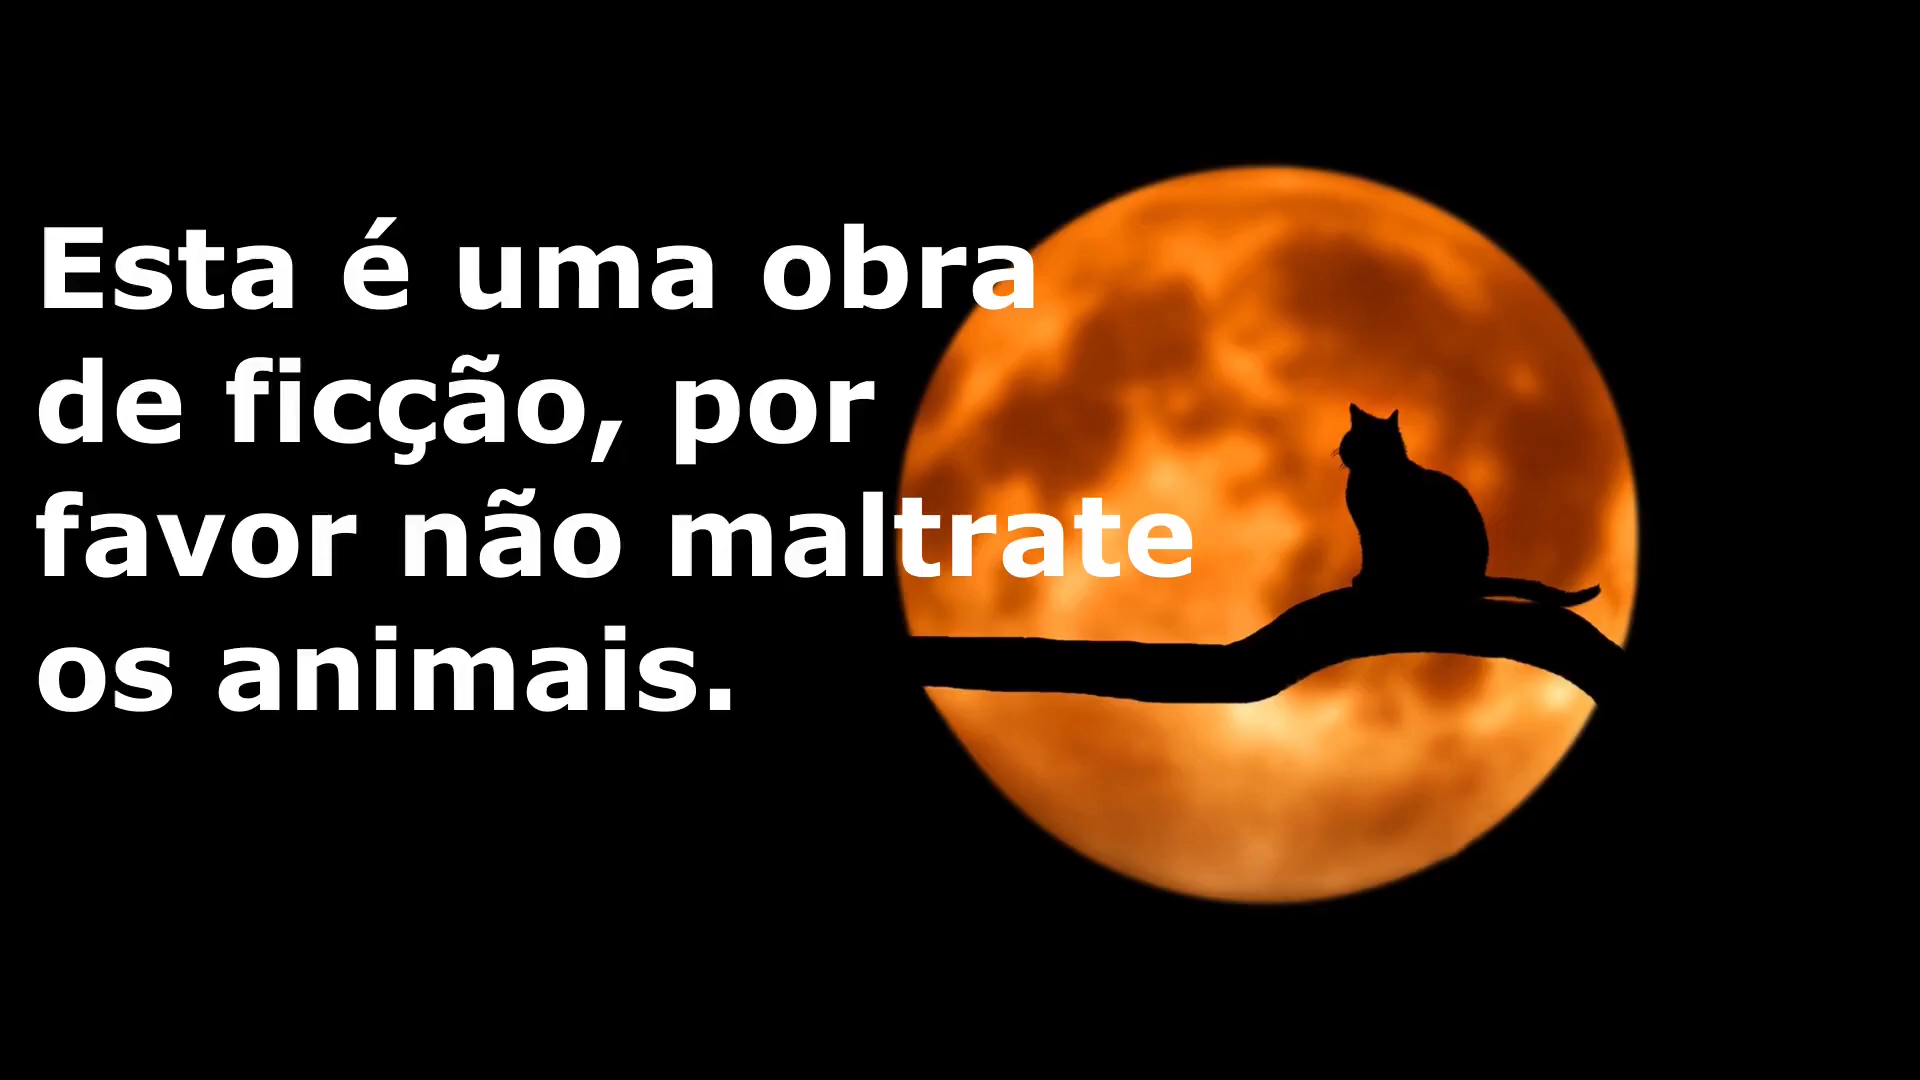 Esta é uma obra
de ficção, por
favor não maltrate
os animais.